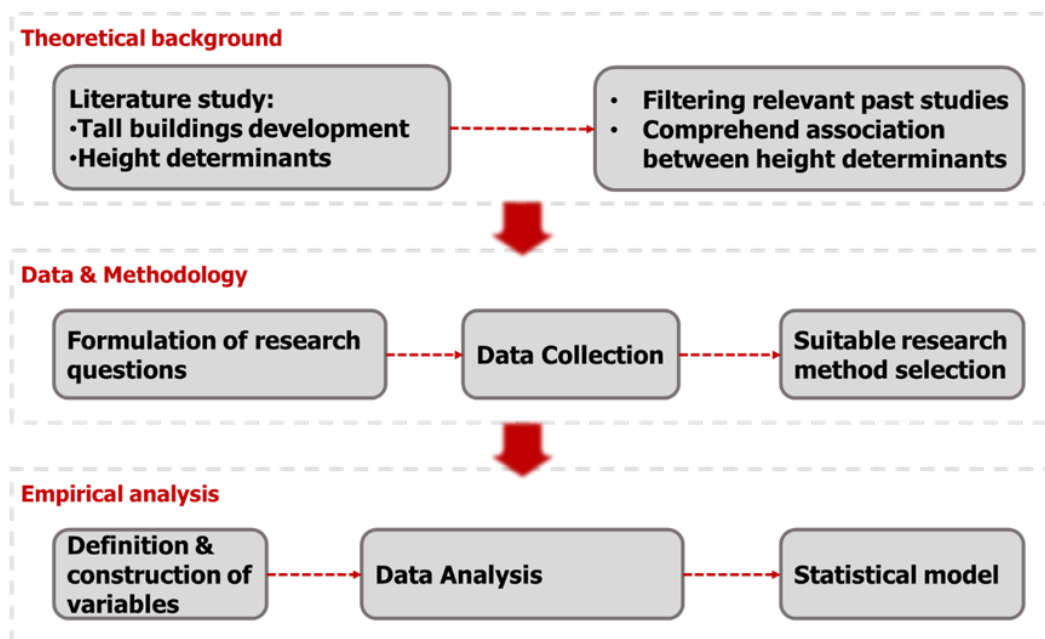 Theoretical background
Literature study:
•Tall buildings development
•Height determinants
• Filtering relevant past studies
• Comprehend association
between height determinants
Data & Methodology
Formulation of research
questions
Data Collection
Suitable research
method selection
Empirical analysis
Definition &
construction of
variables
Data Analysis
Statistical model